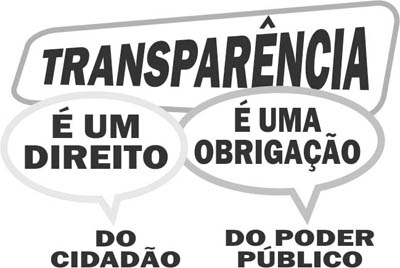 TRANSPARÊNCIA
É UM
DIREITO
DO
CIDADÃO
É UMA
OBRIGAÇÃO
DO PODER
PÚBLICO